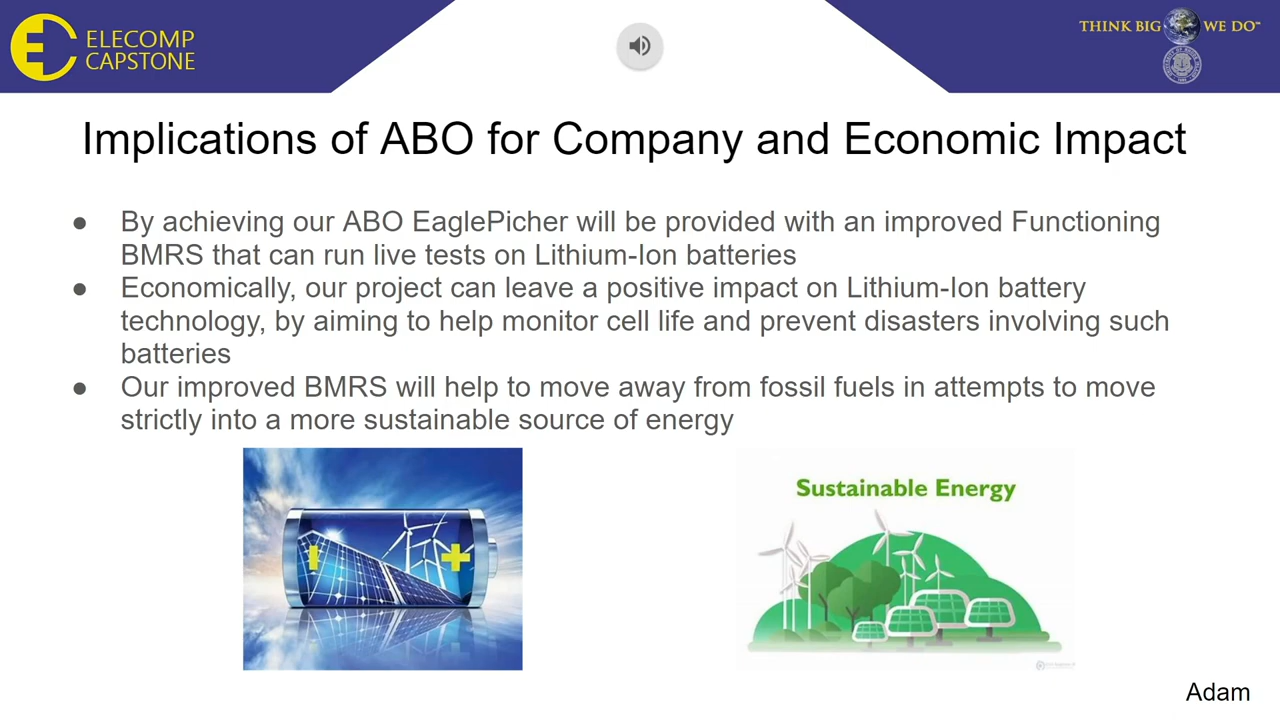 ELECOMP
CAPSTONE
THINK BIG WE DO℠
Implications of ABO for Company and Economic Impact
● By achieving our ABO EaglePicher will be provided with an improved Functioning
BMRS that can run live tests on Lithium-Ion batteries
● Economically, our project can leave a positive impact on Lithium-Ion battery
technology, by aiming to help monitor cell life and prevent disasters involving such
batteries
● Our improved BMRS will help to move away from fossil fuels in attempts to move
strictly into a more sustainable source of energy
Sustainable Energy
Adam